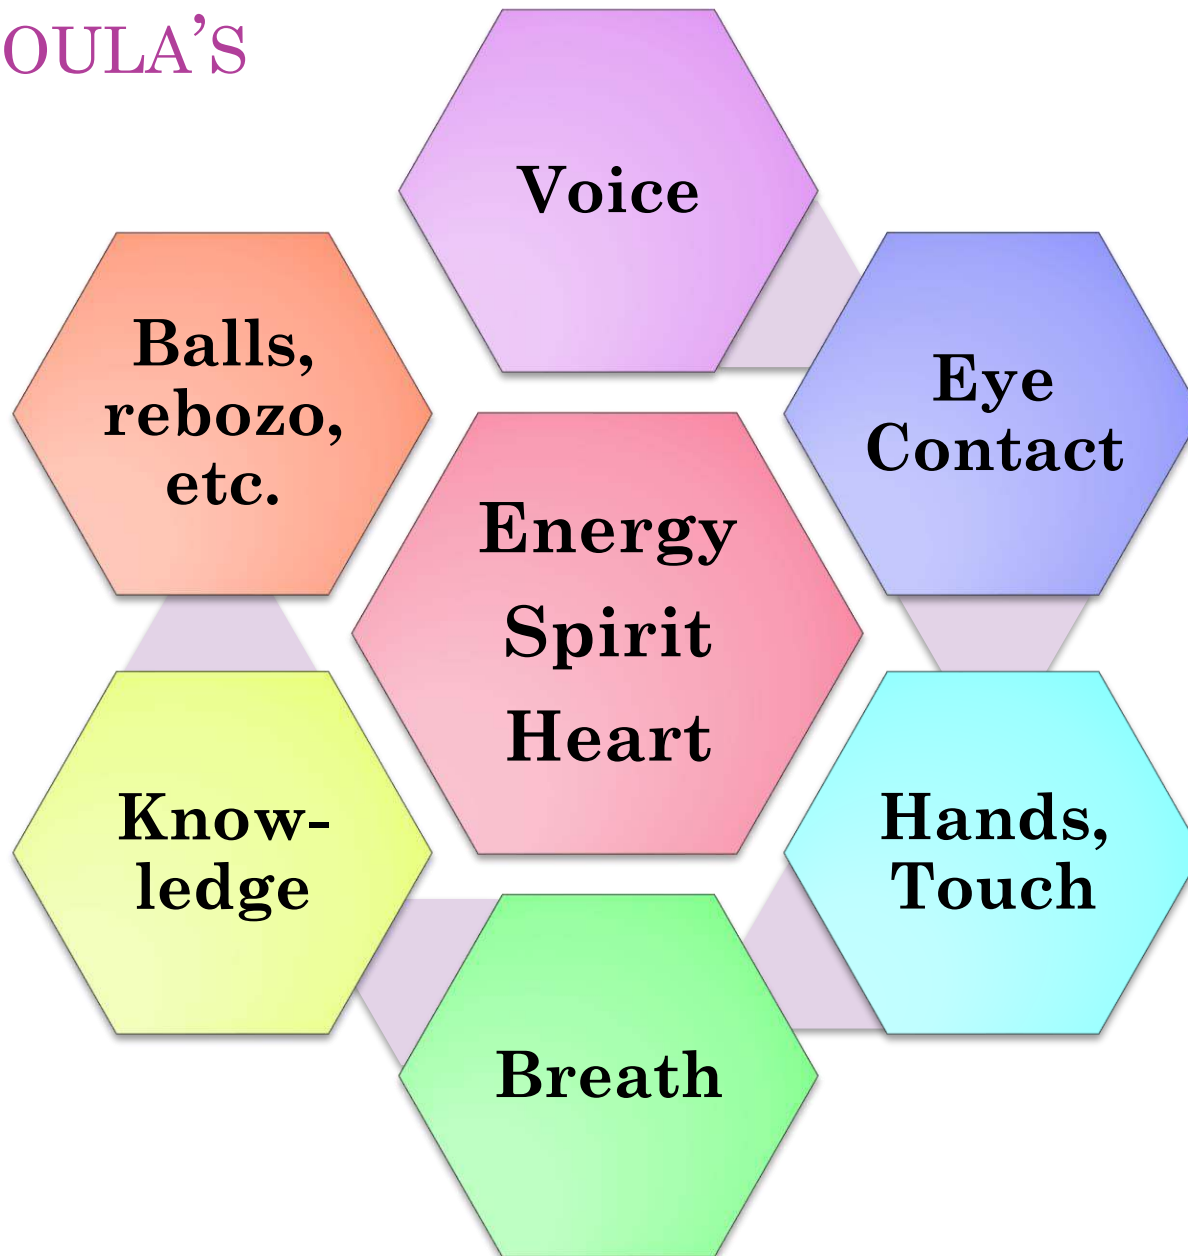 OULA'S
Voice
Eye
Contact
Hands,
Touch
Breath
Know-
ledge
Balls,
rebozo,
etc.
Energy
Spirit
Heart